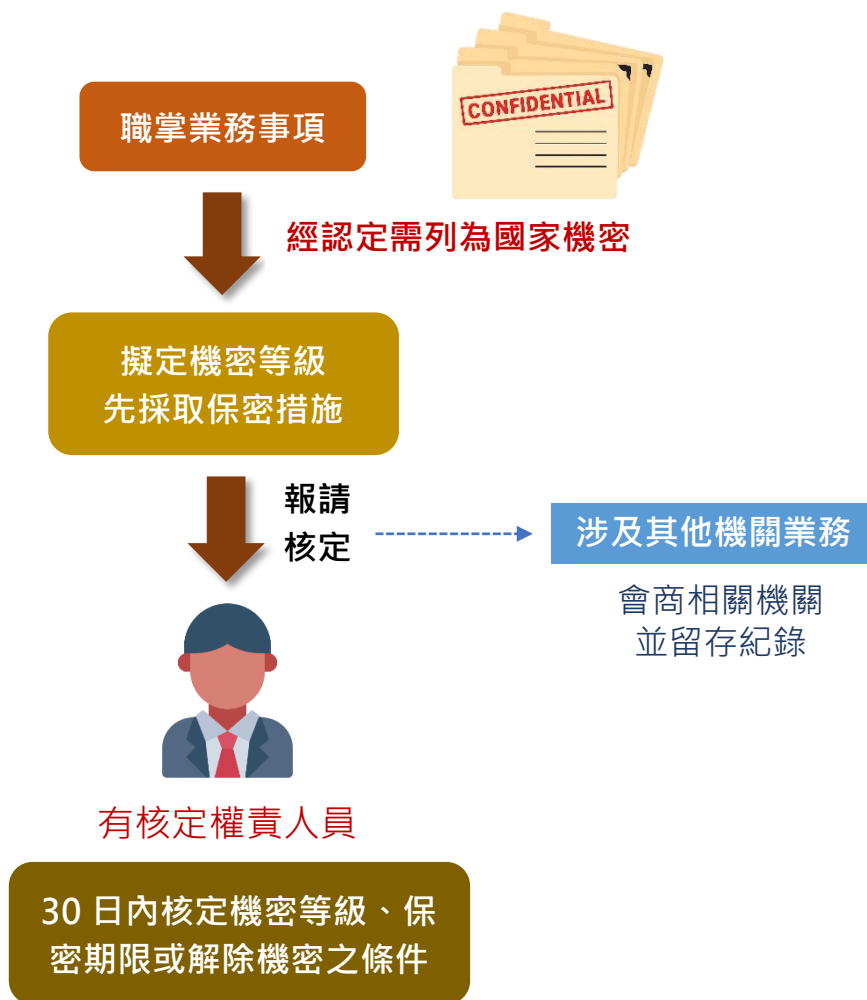 職掌業務事項
CONFIDENTIAL
經認定需列為國家機密
擬定機密等級
先採取保密措施
報請
核定
涉及其他機關業務
會商相關機關
並留存紀錄
有核定權責人員
30 日內核定機密等級、保
密期限或解除機密之條件